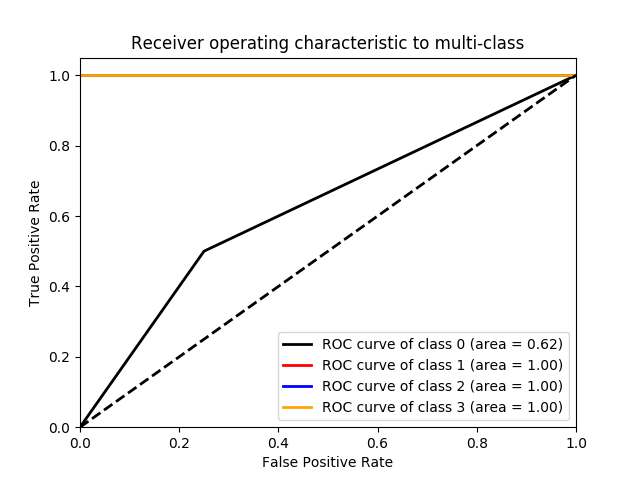 Receiver operating characteristic to multi-class
1.0
0.8
0.6
0.4
0.2
0.0
True Positive Rate
ROC curve of class 0 (area = 0.62)
ROC curve of class 1 (area = 1.00)
ROC curve of class 2 (area = 1.00)
ROC curve of class 3 (area = 1.00)
0.0 0.2 0.4 0.6 0.8 1.0
False Positive Rate